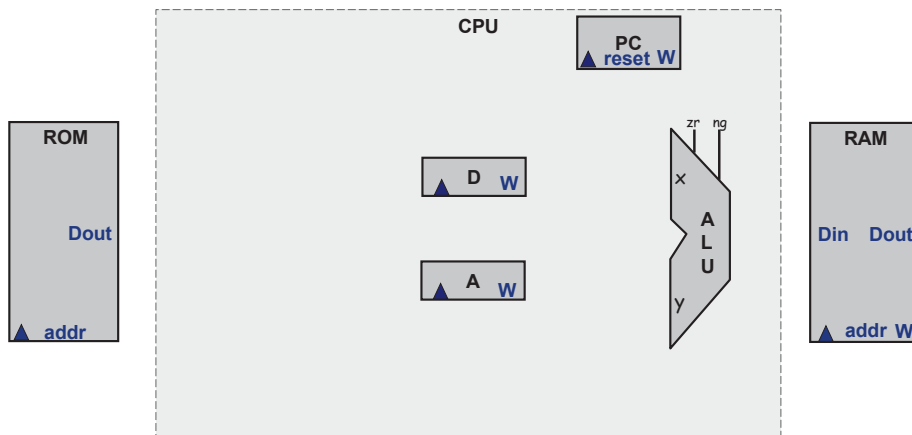 CPU
PC
reset W
ROM
Dout
addr
D W
A W
zr ng
x
A
L
U
y
RAM
Din Dout
addr W